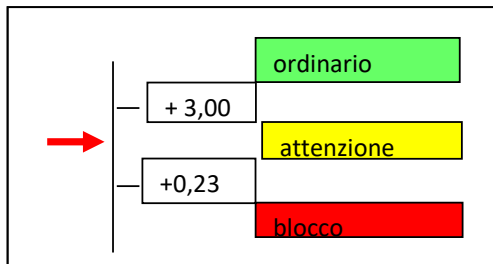 ordinario
+ 3,00
attenzione
+0,23
blocco